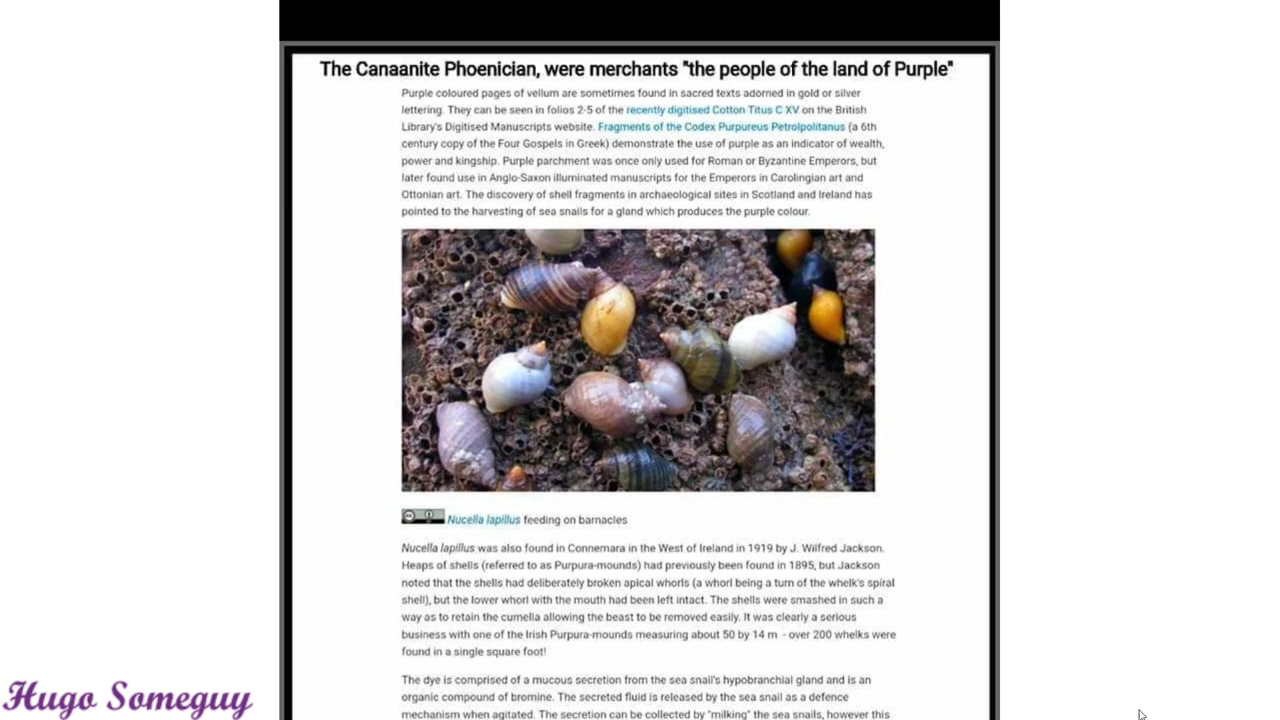 The Canaanite Phoenician, were merchants "the people of the land of Purple"
Purple coloured pages of vellum are sometimes found in sacred texts adorned in gold or silver
lettering. They can be seen in folios 2-5 of the recently digitised Cotton Titus C XV on the British
Library's Digitised Manuscripts website. Fragments of the Codex Purpureus Petrolpolitanus (a 6th
century copy of the Four Gospels in Greek) demonstrate the use of purple as an indicator of wealth,
power and kingship. Purple parchment was once only used for Roman or Byzantine Emperors, but
later found use in Anglo-Saxon illuminated manuscripts for the Emperors in Carolingian art and
Ottonian art. The discovery of shell fragments in archaeological sites in Scotland and Ireland has
pointed to the harvesting of sea snails for a gland which produces the purple colour.
Nucella lapillus feeding on barnacles
Nucella lapillus was also found in Connemara in the West of Ireland in 1919 by J. Wilfred Jackson.
Heaps of shells (referred to as Purpura-mounds) had previously been found in 1895, but Jackson
noted that the shells had deliberately broken apical whorls (a whorl being a turn of the whelk's spiral
shell), but the lower whorl with the mouth had been left intact. The shells were smashed in such a
way as to retain the cumella allowing the beast to be removed easily. It was clearly a serious
business with one of the Irish Purpura-mounds measuring about 50 by 14 m - over 200 whelks were
found in a single square foot!
The dye is comprised of a mucous secretion from the sea snail's hypobranchial gland and is an
organic compound of bromine. The secreted fluid is released by the sea snail as a defence
mechanism when agitated. The secretion can be collected by "milking" the sea snails, however this
Hugo Someguy